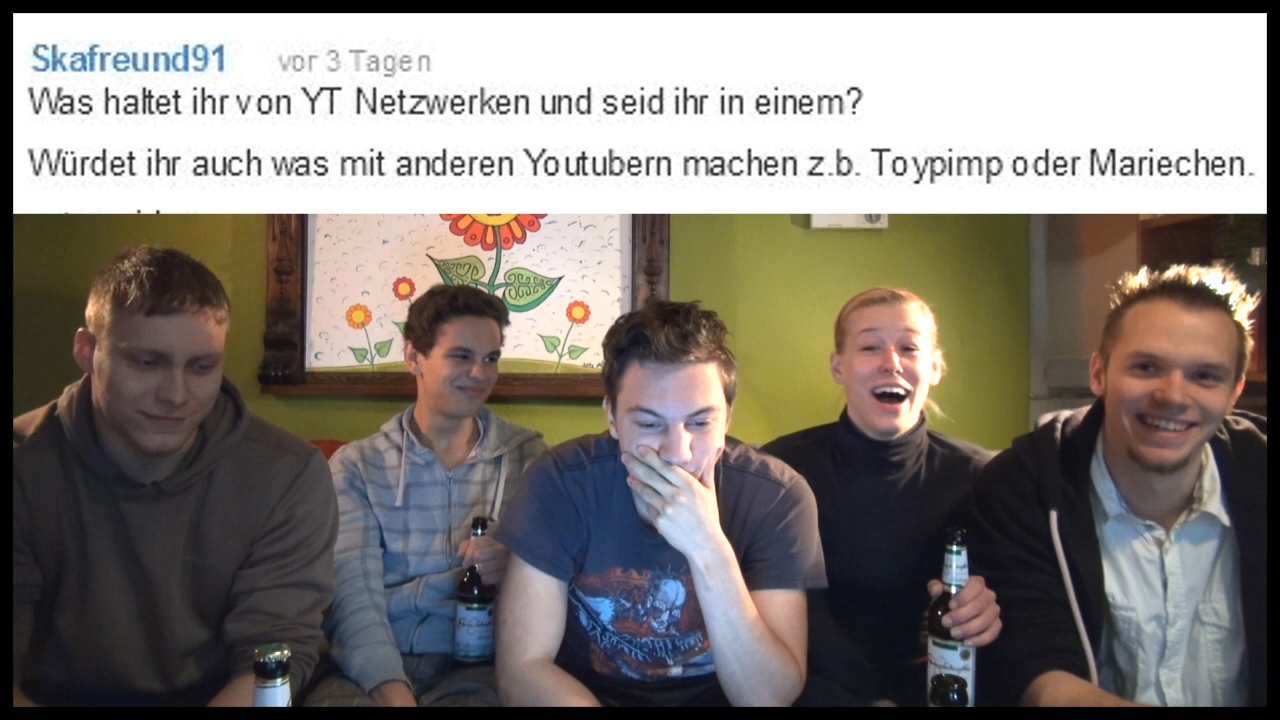 Skafreund91 vor 3 Tagen
Was haltet ihr von YT Netzwerken und seid ihr in einem?
Würdet ihr auch was mit anderen Youtubern machen z.b. Toypimp oder Mariechen.